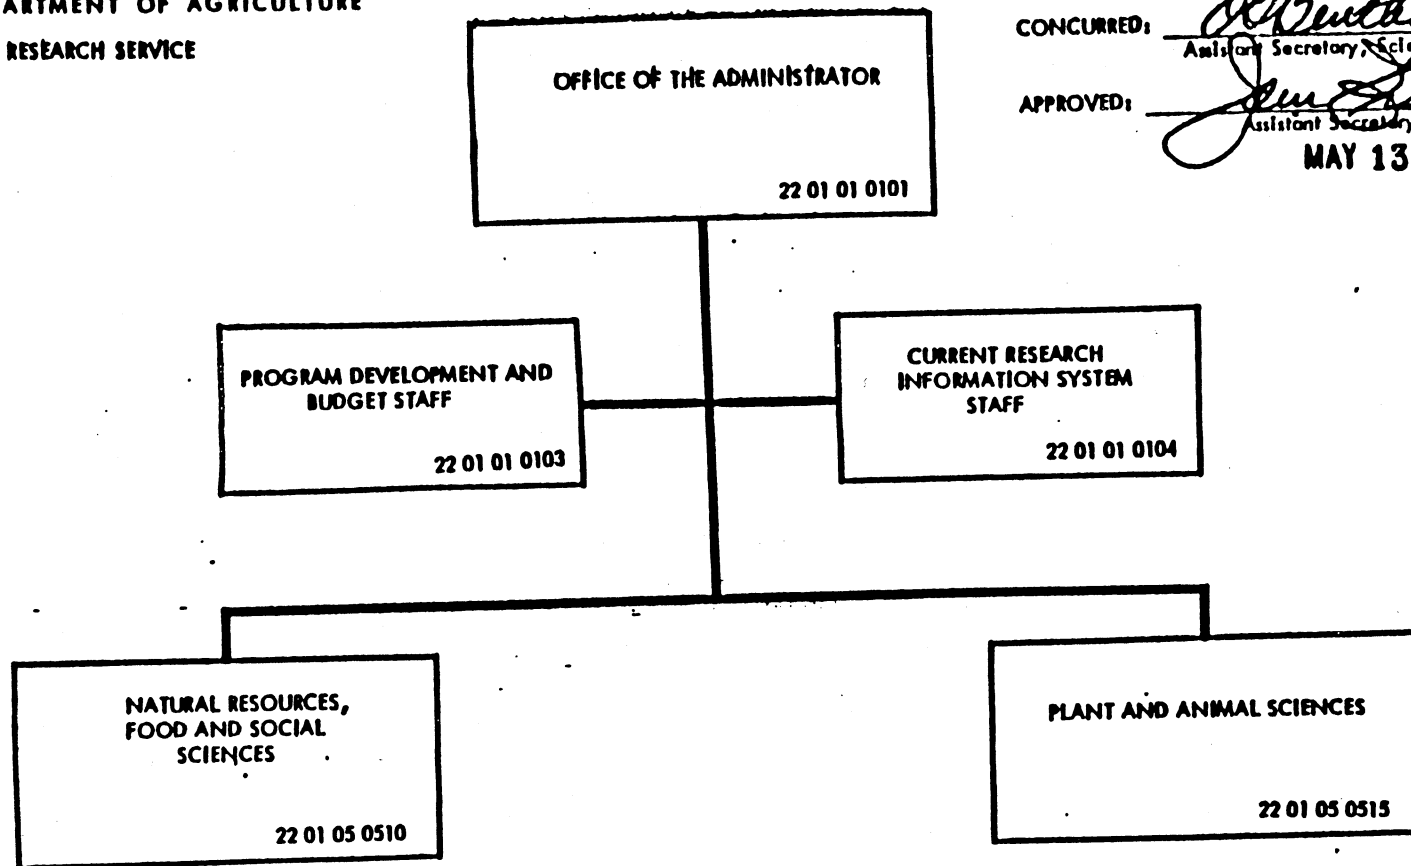 OF AGRICULTURE
RESEARCH SERVICE
CONCURRED:
Assistant Secretary,
APPROVED:
Assistant Secretary
MAY 13
OFFICE OF THE ADMINISTRATOR
22 01 01 0101
PROGRAM DEVELOPMENT AND
BUDGET STAFF
22 01 01 0103
CURRENT RESEARCH
INFORMATION SYSTEM
STAFF
22 01 01 0104
NATURAL RESOURCES,
FOOD AND SOCIAL
SCIENCES
22 01 05 0510
PLANT AND ANIMAL SCIENCES
22 01 05 0515